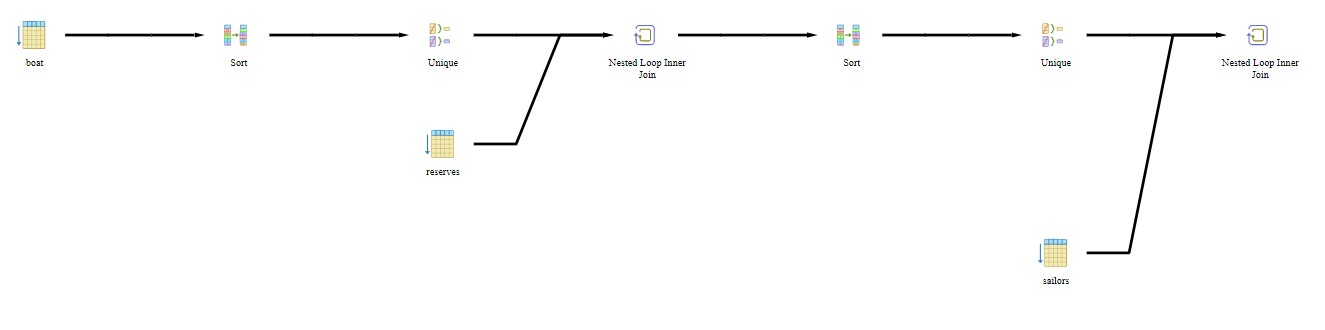 boat
Sort
Unique
Nested Loop Inner
Join
Sort
Unique
Nested Loop Inner
Join
reserves
sailors